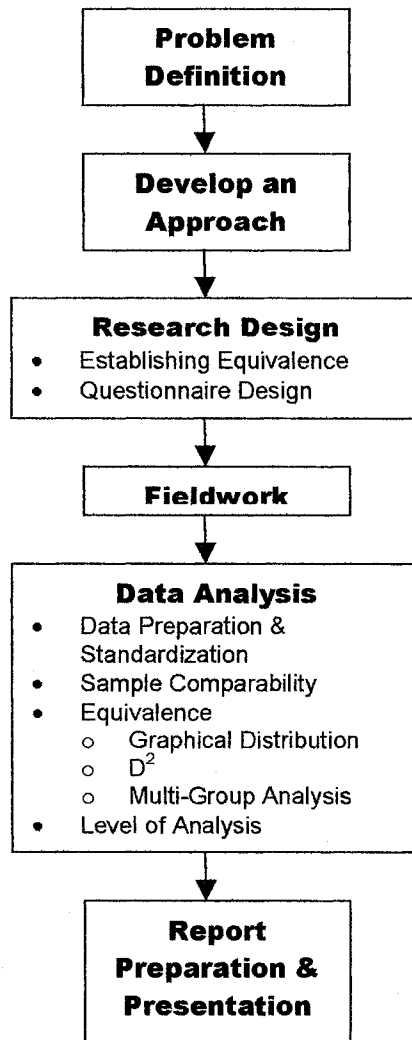 Problem
Definition
Develop an
Approach
Research Design
• Establishing Equivalence
• Questionnaire Design
Fieldwork
Data Analysis
• Data Preparation &
Standardization
• Sample Comparability
• Equivalence
o Graphical Distribution
o D²
o Multi-Group Analysis
• Level of Analysis
Report
Preparation &
Presentation